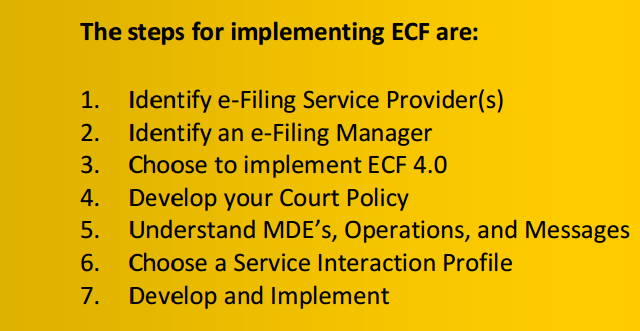 The steps for implementing ECF are:
1. Identify e-Filing Service Provider(s)
2. Identify an e-Filing Manager
3. Choose to implement ECF 4.0
4. Develop your Court Policy
5. Understand MDE's, Operations, and Messages
6. Choose a Service Interaction Profile
7. Develop and Implement